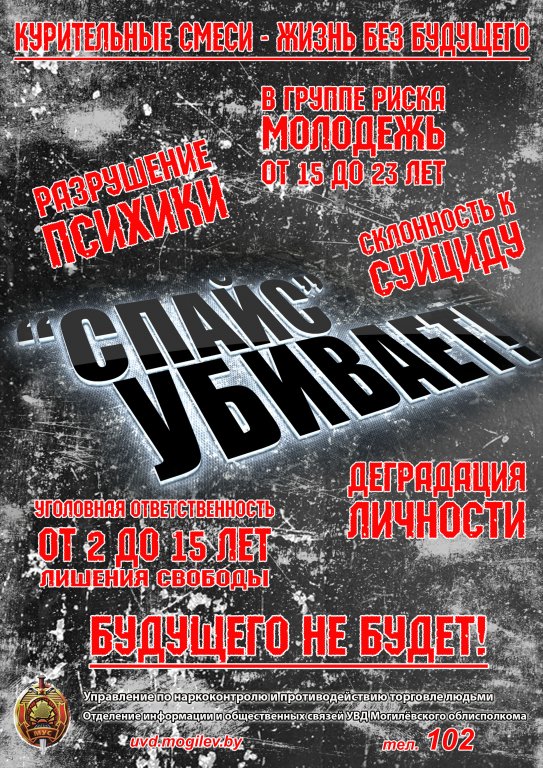 КУРИТЕЛЬНЫЕ СМЕСИ - ЖИЗНЬ БЕЗ БУДУЩЕГО
В ГРУППЕ РИСКА
МОЛОДЕЖЬ
ОТ 15 ДО 23 ЛЕТ
РАЗРУШЕНИЕ
ПСИХИКИ
СКЛОННОСТЬ К
СУИЦИДУ
"СПАЙС"
УБИВАЕТ!
ДЕГРАДАЦИЯ
ЛИЧНОСТИ
УГОЛОВНАЯ ОТВЕТСТВЕННОСТЬ
ОТ 2 ДО 15 ЛЕТ
ЛИШЕНИЯ СВОБОДЫ
БУДУЩЕГО НЕ БУДЕТ!
Управление по наркоконтролю и противодействию торговле людьми
Отделение информации и общественных связей УВД Могилёвского облисполкома
uvd.mogilev.by
тел. 102